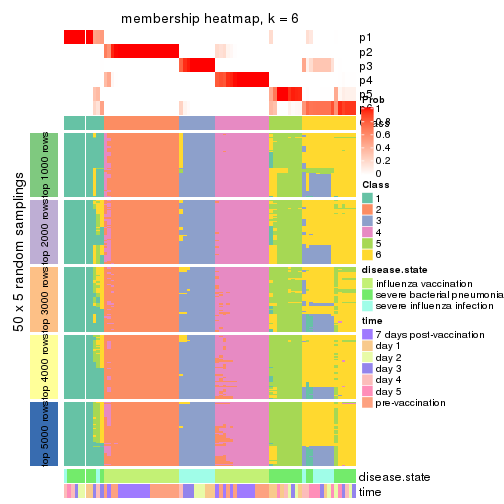 membership heatmap, k = 6
p1
p2
p3
p4
p5
Prob
1
0.8
0.6
0.4
0.2
0
Class
1
2
3
4
5
6
disease.state
influenza vaccination
severe bacterial pneumonia
severe influenza infection
time
7 days post-vaccination
day 1
day 2
day 3
day 4
day 5
pre-vaccination
50 x 5 random samplings
top 1000 rows
top 2000 rows
top 3000 rows
top 4000 rows
top 5000 rows
disease.state
time